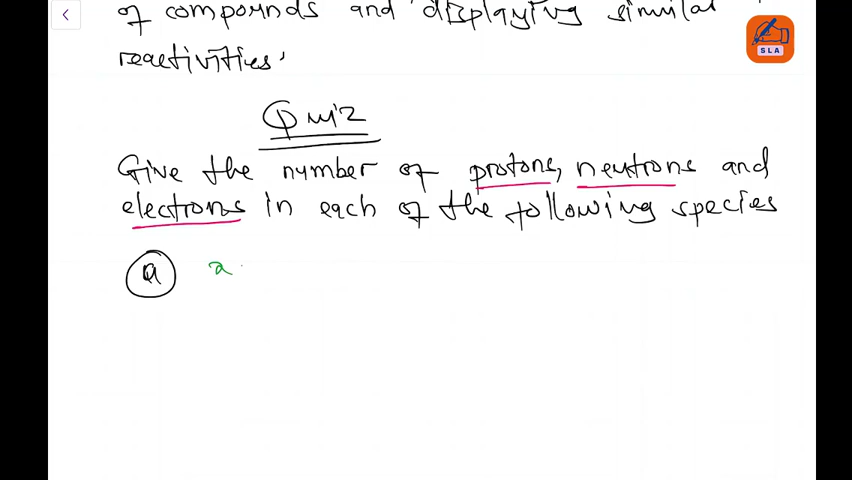 of compounds and displaying similar
reactivities.
SLA
Quiz
Give the number of protons, neutrons and
electrons in each of the following species
a a